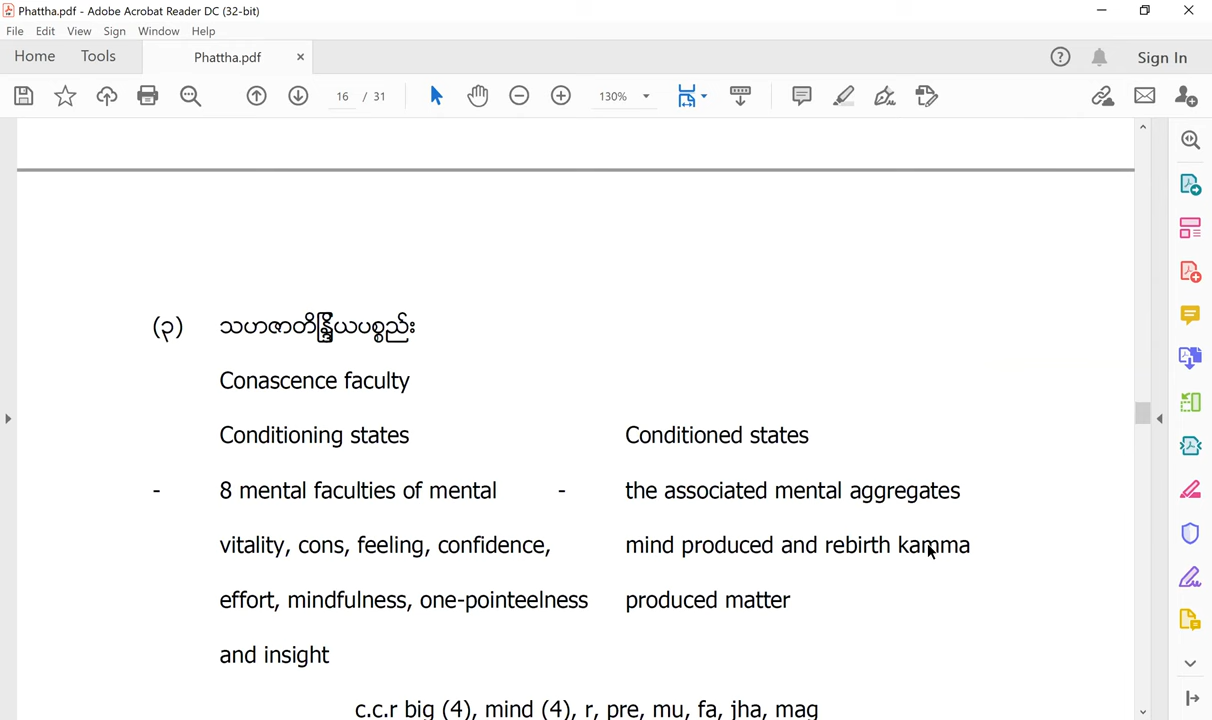 Phattha.pdf - Adobe Acrobat Reader DC (32-bit)
File Edit View Sign Window Help
Home Tools Phattha.pdf × Sign In
16 / 31 130%
(၃) သဟဇာတိန္ဒြိယပစ္စည်း
Conascence faculty
Conditioning states Conditioned states
- 8 mental faculties of mental - the associated mental aggregates
vitality, cons, feeling, confidence, mind produced and rebirth kamma
effort, mindfulness, one-pointeelness produced matter
and insight
c.c.r big (4), mind (4), r, pre, mu, fa, jha, mag